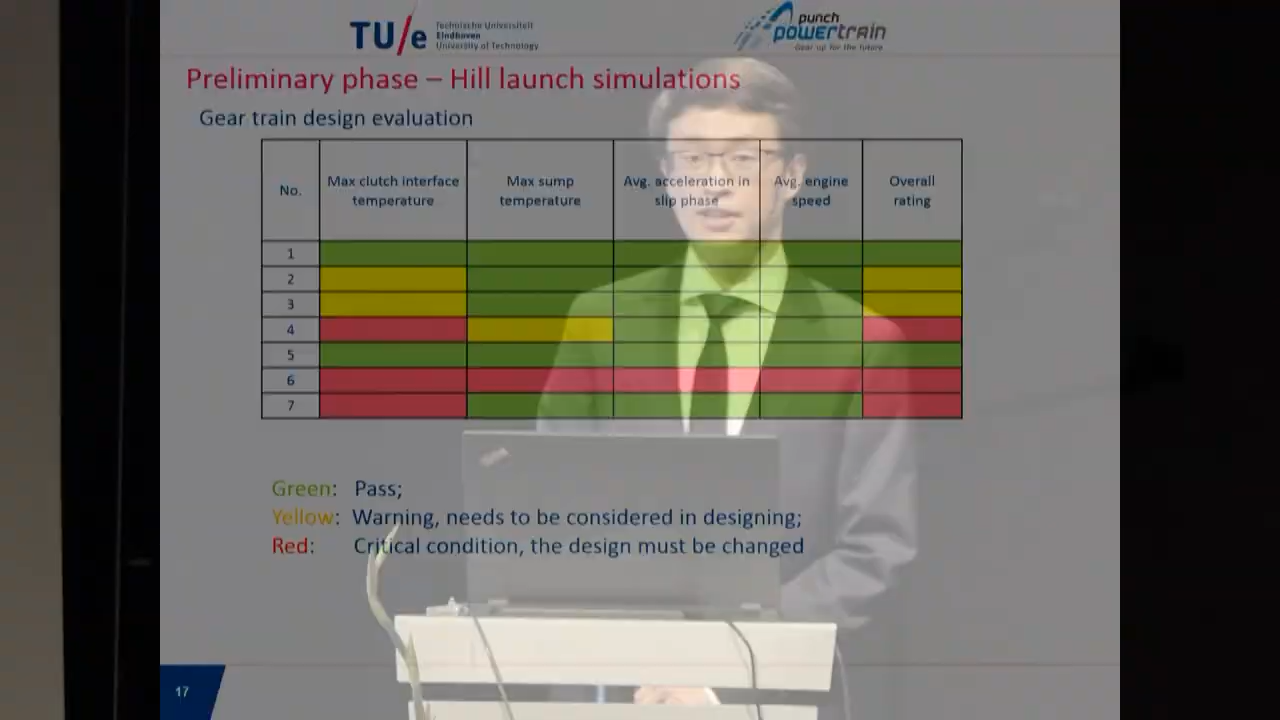 TU/e
Technische Universiteit
Eindhoven
University of Technology
punch
powertrain
Gear up for the future
Preliminary phase – Hill launch simulations
Gear train design evaluation
No.
Max clutch interface
temperature
Max sump
temperature
Avg. acceleration in
slip phase
Avg. engine
speed
Overall
rating
1
2
3
4
5
6
7
Green: Pass;
Yellow: Warning, needs to be considered in designing;
Red: Critical condition, the design must be changed
17